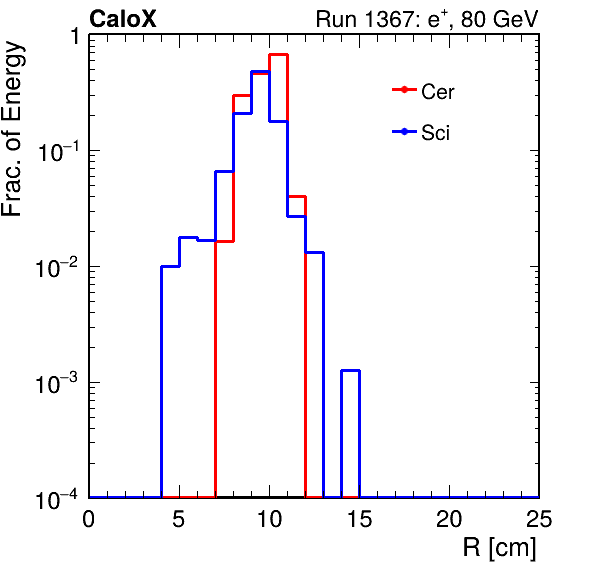 CaloX Run 1367: e⁺, 80 GeV
Frac. of Energy
1
10⁻¹
10⁻²
10⁻³
10⁻⁴
Cer
Sci
0 5 10 15 20 25
R [cm]